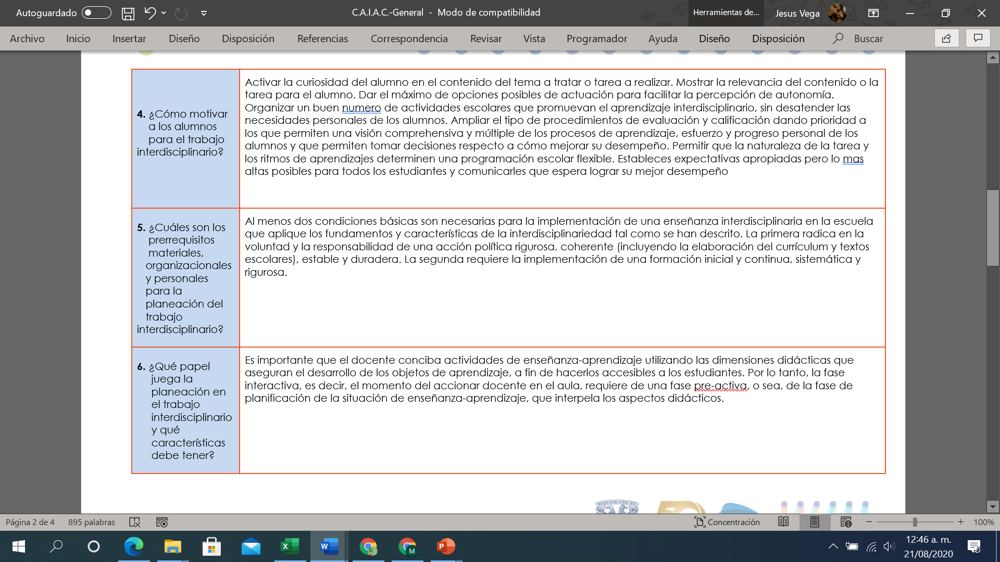 Autoguardado
C.A.I.A.C.-General - Modo de compatibilidad
Herramientas de...
Jesus Vega
Archivo Inicio Insertar Diseño Disposición Referencias Correspondencia Revisar Vista Programador Ayuda Diseño Disposición Buscar
4. ¿Cómo motivar
a los alumnos
para el trabajo
interdisciplinario?
Activar la curiosidad del alumno en el contenido del tema a tratar o tarea a realizar. Mostrar la relevancia del contenido o la
tarea para el alumno. Dar el máximo de opciones posibles de actuación para facilitar la percepción de autonomía.
Organizar un buen numero de actividades escolares que promuevan el aprendizaje interdisciplinario, sin desatender las
necesidades personales de los alumnos. Ampliar el tipo de procedimientos de evaluación y calificación dando prioridad a
los que permiten una visión comprehensiva y múltiple de los procesos de aprendizaje, esfuerzo y progreso personal de los
alumnos y que permiten tomar decisiones respecto a cómo mejorar su desempeño. Permitir que la naturaleza de la tarea y
los ritmos de aprendizajes determinen una programación escolar flexible. Estableces expectativas apropiadas pero lo mas
altas posibles para todos los estudiantes y comunicarles que espera lograr su mejor desempeño
5. ¿Cuáles son los
prerrequisitos
materiales,
organizacionales
y personales
para la
planeación del
trabajo
interdisciplinario?
Al menos dos condiciones básicas son necesarias para la implementación de una enseñanza interdisciplinaria en la escuela
que aplique los fundamentos y características de la interdisciplinariedad tal como se han descrito. La primera radica en la
voluntad y la responsabilidad de una acción política rigurosa, coherente (incluyendo la elaboración del currículum y textos
escolares), estable y duradera. La segunda requiere la implementación de una formación inicial y continua, sistemática y
rigurosa.
6. ¿Qué papel
juega la
planeación en
el trabajo
interdisciplinario
y qué
características
debe tener?
Es importante que el docente conciba actividades de enseñanza-aprendizaje utilizando las dimensiones didácticas que
aseguran el desarrollo de los objetos de aprendizaje, a fin de hacerlos accesibles a los estudiantes. Por lo tanto, la fase
interactiva, es decir, el momento del accionar docente en el aula, requiere de una fase pre-activa, o sea, de la fase de
planificación de la situación de enseñanza-aprendizaje, que interpela los aspectos didácticos.
Página 2 de 4 895 palabras Concentración 100%
12:46 a. m.
21/08/2020